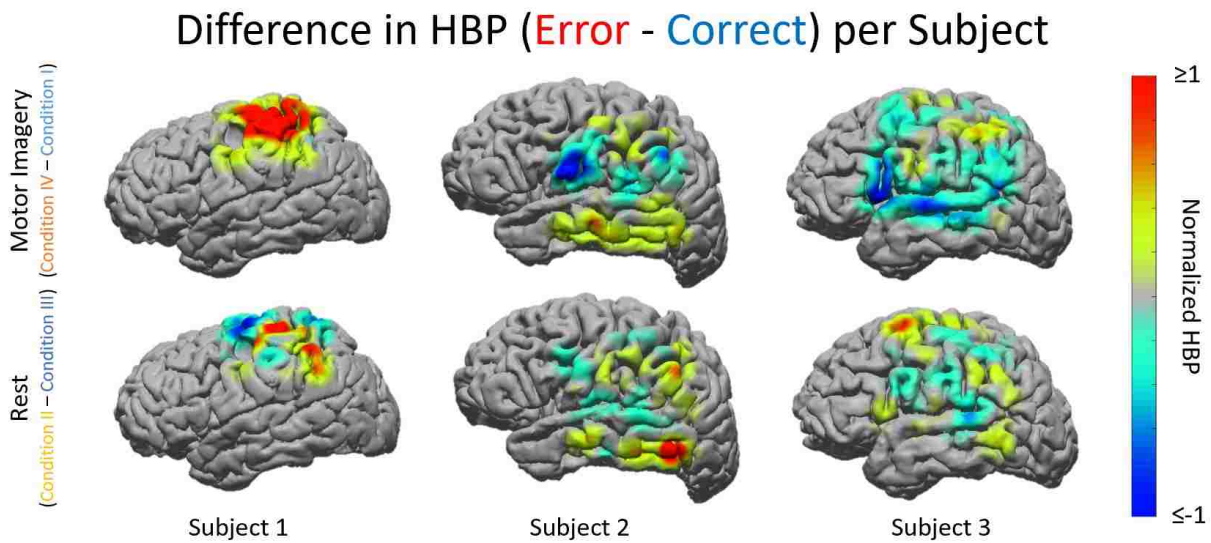 Difference in HBP (Error - Correct) per Subject
Motor Imagery
(Condition IV – Condition I)
Rest
(Condition II – Condition III)
Subject 1
Subject 2
Subject 3
≥1
Normalized HBP
≤-1